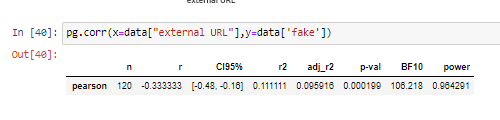 external URL
In [40]: pg.corr(x=data["external URL"],y=data['fake'])
Out[40]:
n r CI95% r2 adj_r2 p-val BF10 power
pearson 120 -0.333333 [-0.48, -0.16] 0.111111 0.095916 0.000199 106.218 0.964291